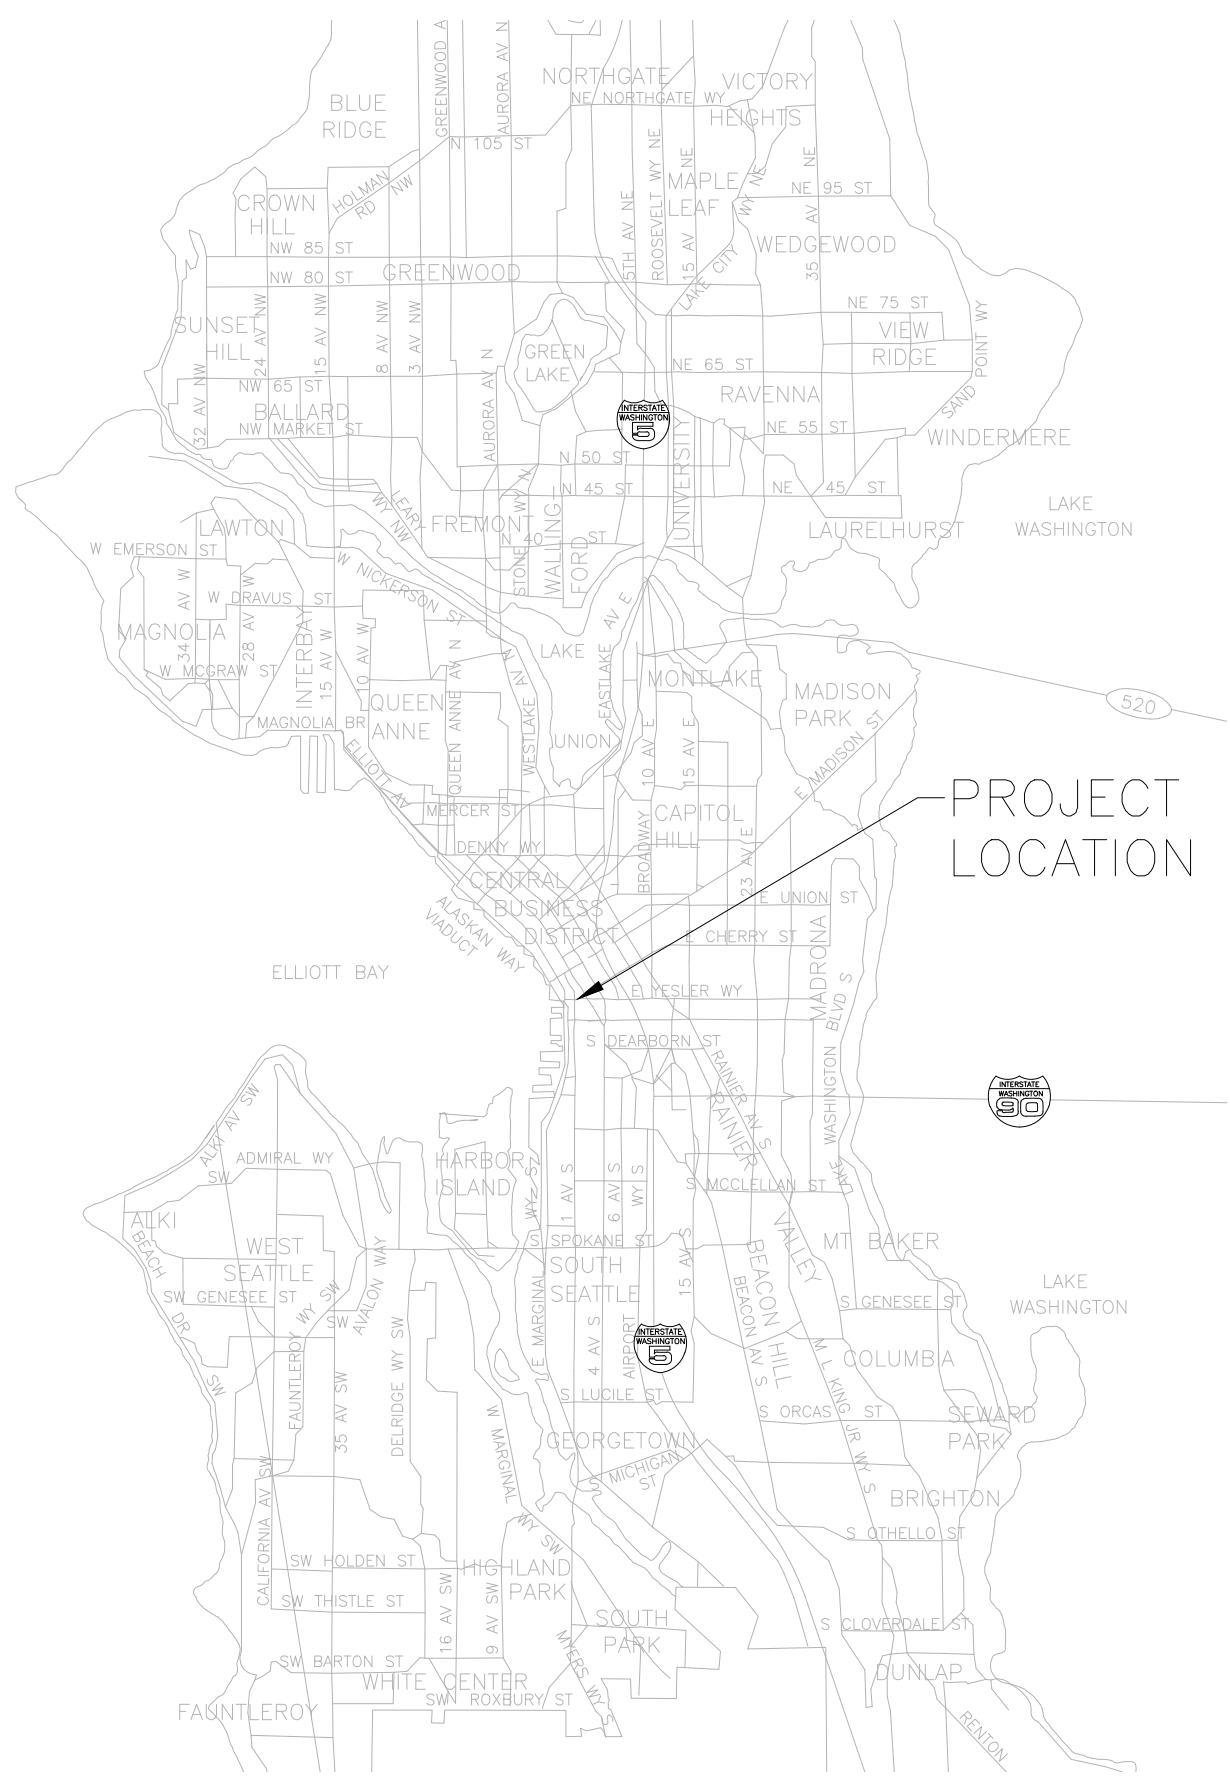 GREENWOOD A
AURORA AV N
NORTHGATE
VICTORY
HEIGHTS
NE NORTHGATE WY
BLUE
RIDGE
N 105 ST
5TH AV NE
ROOSEVELT WY NE
15 AV NE
MAPLE
LEAF
LAKE CITY WY NE
35 AV NE
NE 95 ST
WEDGEWOOD
CROWN
HILL
HOLMAN
RD NW
NW 85 ST
NW 80 ST
GREENWOOD
NE 75 ST
SUNSET
HILL
24 AV NW
15 AV NW
8 AV NW
3 AV NW
VIEW
RIDGE
SAND POINT WY
GREEN
LAKE
AURORA AV N
NE 65 ST
32 AV NW
NW 65 ST
BALLARD
NW MARKET ST
RAVENNA
INTERSTATE
WASHINGTON
5
UNIVERSITY
NE 55 ST
WINDERMERE
N 50 ST
N 45 ST
NE 45 ST
LAKE
WASHINGTON
LEARY
WY NW
FREMONT
STONE WY N
WALLING-
FORD
N 40 ST
LAURELHURST
LAWTON
W EMERSON ST
W NICKERSON ST
W DRAVUS ST
34 AV W
28 AV W
MAGNOLIA
W MCGRAW ST
INTERBAY
15 AV W
10 AV W
MAGNOLIA BR
QUEEN
ANNE
QUEEN ANNE AV N
WESTLAKE AV N
LAKE
UNION
EASTLAKE AV E
MONTLAKE
MADISON
PARK
520
10 AV E
15 AV E
E MADISON ST
ELLIOTT AV
MERCER ST
DENNY WY
BROADWAY
CAPITOL
HILL
23 AV E
PROJECT
LOCATION
CENTRAL
BUSINESS
DISTRICT
ALASKAN WAY
VIADUCT
E UNION ST
E CHERRY ST
MADRONA
ELLIOTT BAY
E YESLER WY
LAKE WASHINGTON BLVD S
S DEARBORN ST
RAINIER AV S
INTERSTATE
WASHINGTON
90
ALKI AV SW
SW ADMIRAL WY
HARBOR
ISLAND
RAINIER
VALLEY
S MCCLELLAN ST
1 AV S
6 AV S
ALKI
BEACH DR SW
WEST
SEATTLE
SW GENESEE ST
FAUNTLEROY WY SW
SW AVALON WAY
S SPOKANE ST
SOUTH
SEATTLE
E MARGINAL WY S
4 AV S
AIRPORT WY S
15 AV S
BEACON HILL
BEACON AV S
MT BAKER
LAKE
WASHINGTON
S GENESEE ST
INTERSTATE
WASHINGTON
5
COLUMBIA
M L KING JR WY S
35 AV SW
DELRIDGE WY SW
W MARGINAL WY SW
S LUCILE ST
S ORCAS ST
SEWARD
PARK
GEORGETOWN
S MICHIGAN
ST
BRIGHTON
CALIFORNIA AV SW
S OTHELLO ST
SW HOLDEN ST
HIGHLAND
PARK
SW THISTLE ST
16 AV SW
9 AV SW
SOUTH
PARK
MYERS WY S
S CLOVERDALE ST
SW BARTON ST
WHITE CENTER
SW ROXBURY ST
DUNLAP
FAUNTLEROY
RENTON